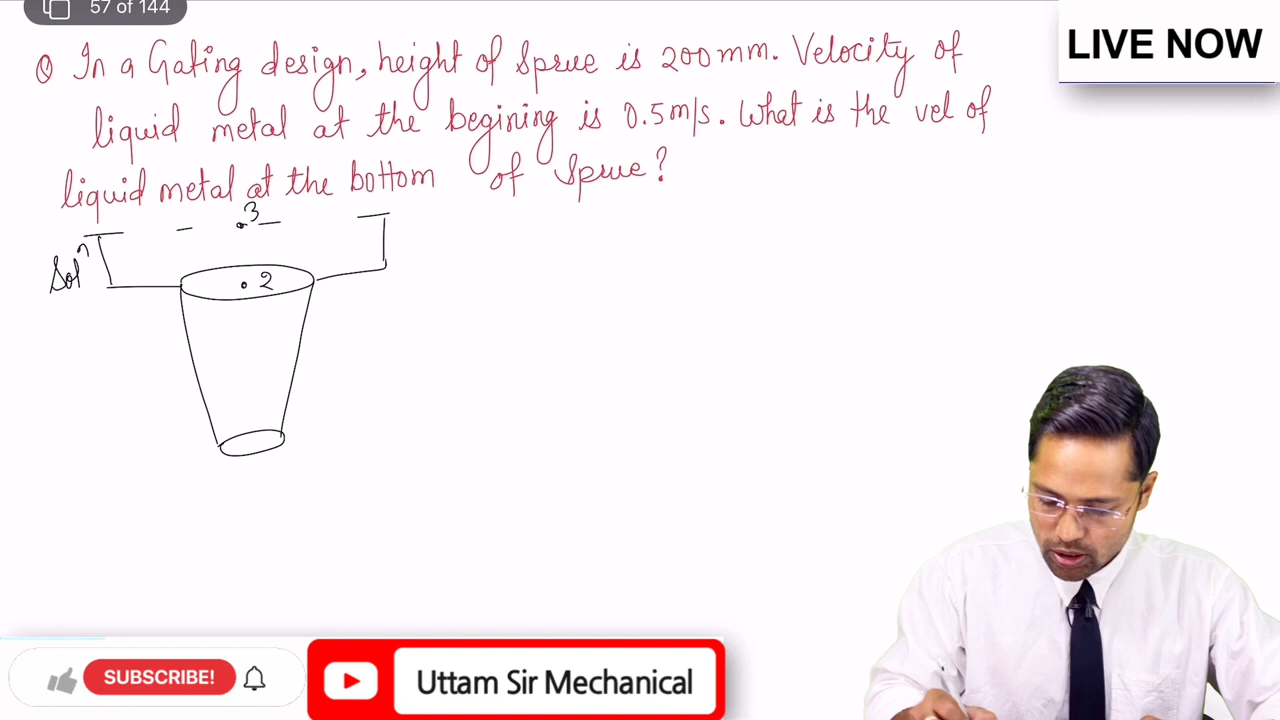 57 of 144
LIVE NOW
Q In a Gating design, height of Sprue is 200mm. Velocity of
liquid metal at the begining is 0.5m/s. What is the vel of
liquid metal at the bottom of Sprue?
3
Solⁿ
2
SUBSCRIBE!
Uttam Sir Mechanical